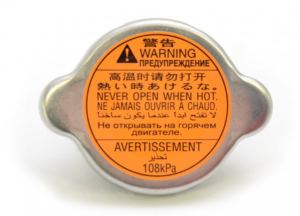 警告
WARNING
ПРЕДУПРЕЖДЕНИЕ
高温时请勿打开
熱い時あけるな。
NEVER OPEN WHEN HOT.
NE JAMAIS OUVRIR À CHAUD.
لا تفتح ابدا عندما يكون ساخنا
Не открывать на горячем
двигателе.
AVERTISSEMENT
تحذير
108kPa